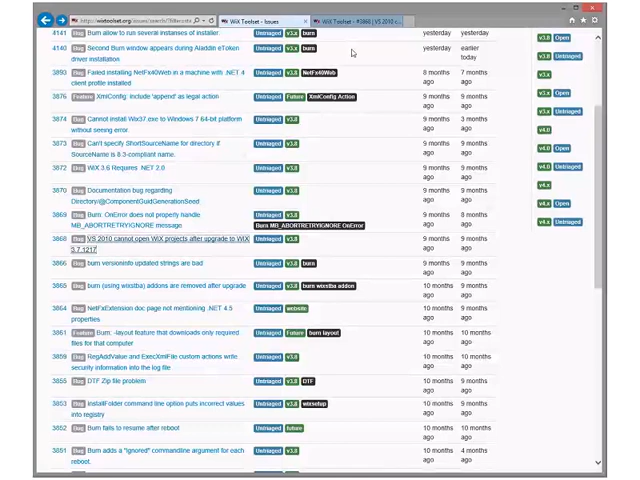 https://wixtoolset.org/issues/search/?filter=un
WiX Toolset - Issues
WiX Toolset - #3868 | VS 2010 c...
4141 Bug Burn allow to run several instanses of installer. Untriaged v3.x burn yesterday yesterday
4140 Bug Second Burn window appears during Aladdin eToken Untriaged v3.x burn yesterday earlier
driver installation. today
3893 Bug Failed installing NetFx40Web in a machine with .NET 4 Untriaged v3.8 NetFx40Web 8 months 7 months
client profile installed ago ago
3876 Feature XmlConfig: include 'append' as legal action Untriaged Future XmlConfig Action 9 months 9 months
ago ago
3874 Bug Cannot install Wix37.exe to Windows 7 64-bit platform Untriaged v3.8 9 months 3 months
without seeing error. ago ago
3873 Bug Can't specify ShortSourceName for directory if Untriaged v3.8 9 months 9 months
SourceName is 8.3-compliant name. ago ago
3872 Bug WiX 3.6 Requires .NET 2.0 Untriaged v3.8 9 months 9 months
ago ago
3870 Bug Documentation bug regarding Untriaged v3.8 9 months 9 months
Directory/@ComponentGuidGenerationSeed ago ago
3869 Bug Burn: OnError does not properly handle Untriaged v3.8 9 months 8 months
MB_ABORTRETRYIGNORE message Burn MB_ABORTRETRYIGNORE OnError ago ago
3868 Bug VS 2010 cannot open WiX projects after upgrade to WiX Untriaged v3.8 9 months 9 months
3.7.1217 ago ago
3866 Bug burn versioninfo updated strings are bad Untriaged v3.8 burn 9 months 9 months
ago ago
3865 Bug burn (using wixstba) addons are removed after upgrade Untriaged v3.8 burn wixstba addon 10 months 10 months
ago ago
3864 Bug NetFxExtension doc page not mentioning .NET 4.5 Untriaged website 10 months 10 months
properties ago ago
3861 Feature Burn: -layout feature that downloads only required Untriaged Future burn layout 10 months 10 months
files for that computer ago ago
3859 Bug RegAddValue and ExecXmlFile custom actions write Untriaged v3.8 10 months 10 months
security information into the log file ago ago
3855 Bug DTF Zip file problem Untriaged v3.8 DTF 10 months 9 months
ago ago
3853 Bug InstallFolder command line option puts incorrect values Untriaged v3.8 wixsetup 10 months 9 months
into registry ago ago
3852 Bug Burn fails to resume after reboot Untriaged future 10 months 9 months
ago ago
3851 Bug Burn adds a "ignored" commandline argument for each Untriaged v3.8 10 months 4 months
reboot. ago ago
v3.8 Open
v3.8 Untriaged
v3.x
v3.x Open
v3.x Untriaged
v4.0
v4.0 Open
v4.0 Untriaged
v4.x
v4.x Open
v4.x Untriaged